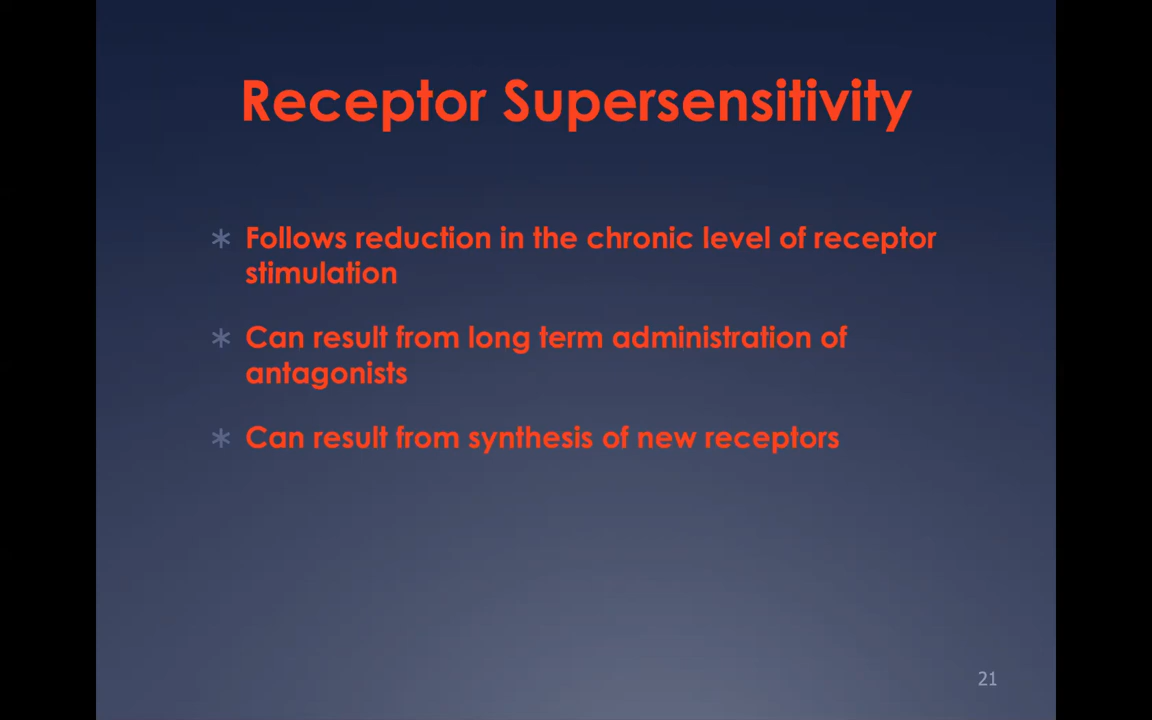 Receptor Supersensitivity
* Follows reduction in the chronic level of receptor
stimulation
* Can result from long term administration of
antagonists
* Can result from synthesis of new receptors
21